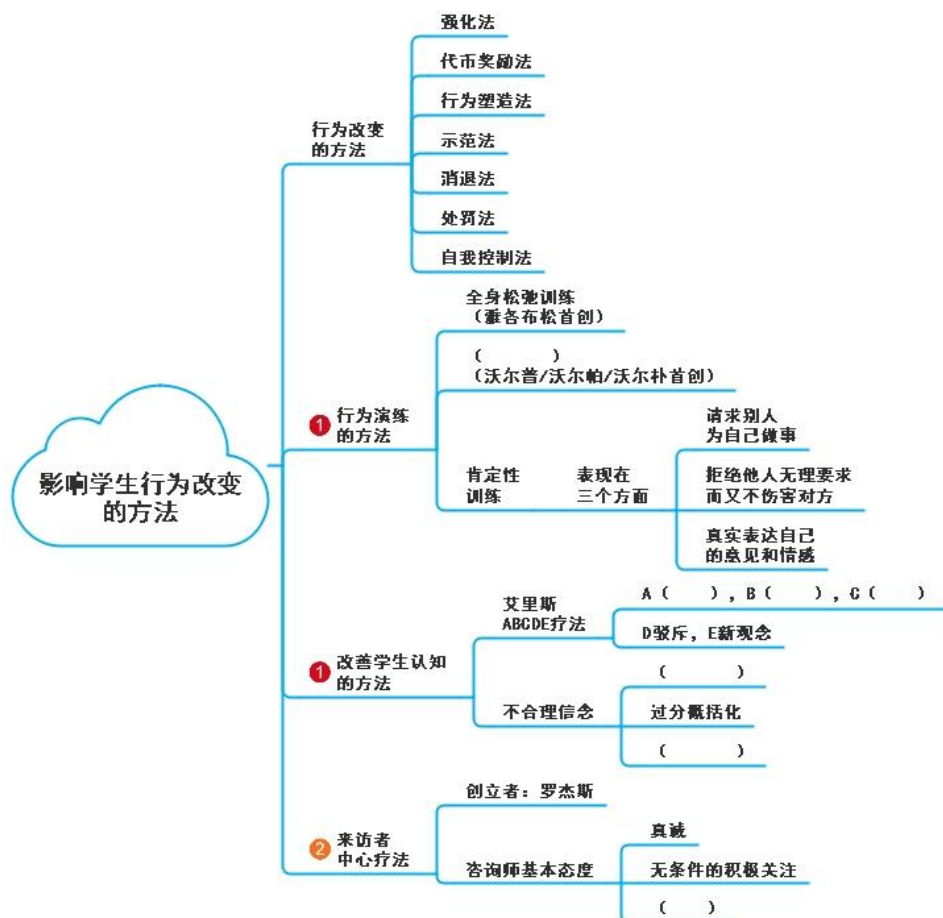 强化法
代币奖励法
行为塑造法
行为改变
的方法
示范法
消退法
处罚法
自我控制法
全身松弛训练
（雅各布松首创）
（ ）
（沃尔普/沃尔帕/沃尔朴首创）
1 行为演练
的方法
肯定性
训练
表现在
三个方面
请求别人
为自己做事
拒绝他人无理要求
而又不伤害对方
真实表达自己
的意见和情感
影响学生行为改变
的方法
1 改善学生认知
的方法
艾里斯
ABCDE疗法
A（ ），B（ ），C（ ）
D驳斥，E新观念
不合理信念
（ ）
过分概括化
（ ）
2 来访者
中心疗法
创立者：罗杰斯
咨询师基本态度
真诚
无条件的积极关注
（ ）